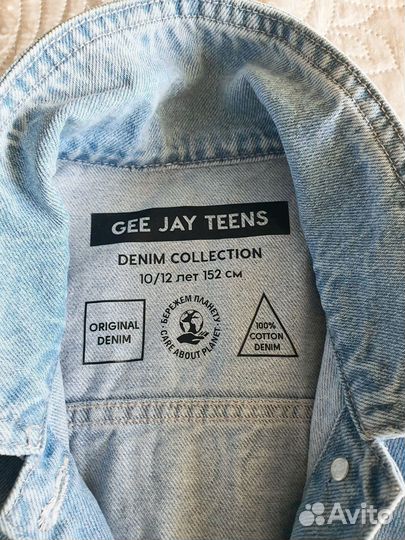 GEE JAY TEENS
DENIM COLLECTION
10/12 лет 152 см
ORIGINAL
DENIM
БЕРЕЖЕМ ПЛАНЕТУ
CARE ABOUT PLANET
100%
COTTON
DENIM
Avito